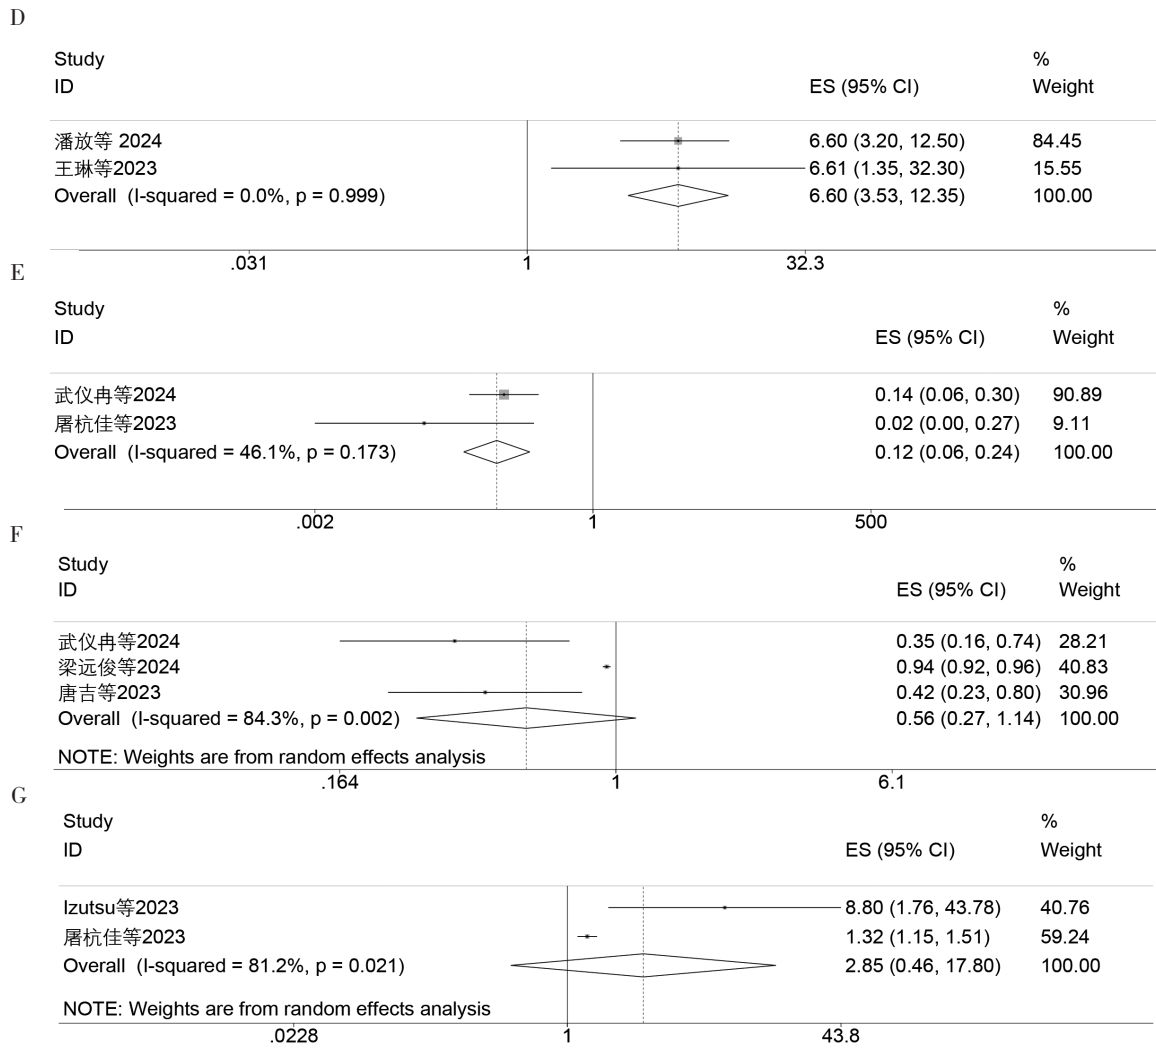 D
Study %
ID ES (95% CI) Weight
潘放等 2024 6.60 (3.20, 12.50) 84.45
王琳等2023 6.61 (1.35, 32.30) 15.55
Overall (I-squared = 0.0%, p = 0.999) 6.60 (3.53, 12.35) 100.00
.031 1 32.3
E
Study %
ID ES (95% CI) Weight
武仪冉等2024 0.14 (0.06, 0.30) 90.89
屠杭佳等2023 0.02 (0.00, 0.27) 9.11
Overall (I-squared = 46.1%, p = 0.173) 0.12 (0.06, 0.24) 100.00
.002 1 500
F
Study %
ID ES (95% CI) Weight
武仪冉等2024 0.35 (0.16, 0.74) 28.21
梁远俊等2024 0.94 (0.92, 0.96) 40.83
唐吉等2023 0.42 (0.23, 0.80) 30.96
Overall (I-squared = 84.3%, p = 0.002) 0.56 (0.27, 1.14) 100.00
NOTE: Weights are from random effects analysis
.164 1 6.1
G
Study %
ID ES (95% CI) Weight
Izutsu等2023 8.80 (1.76, 43.78) 40.76
屠杭佳等2023 1.32 (1.15, 1.51) 59.24
Overall (I-squared = 81.2%, p = 0.021) 2.85 (0.46, 17.80) 100.00
NOTE: Weights are from random effects analysis
.0228 1 43.8